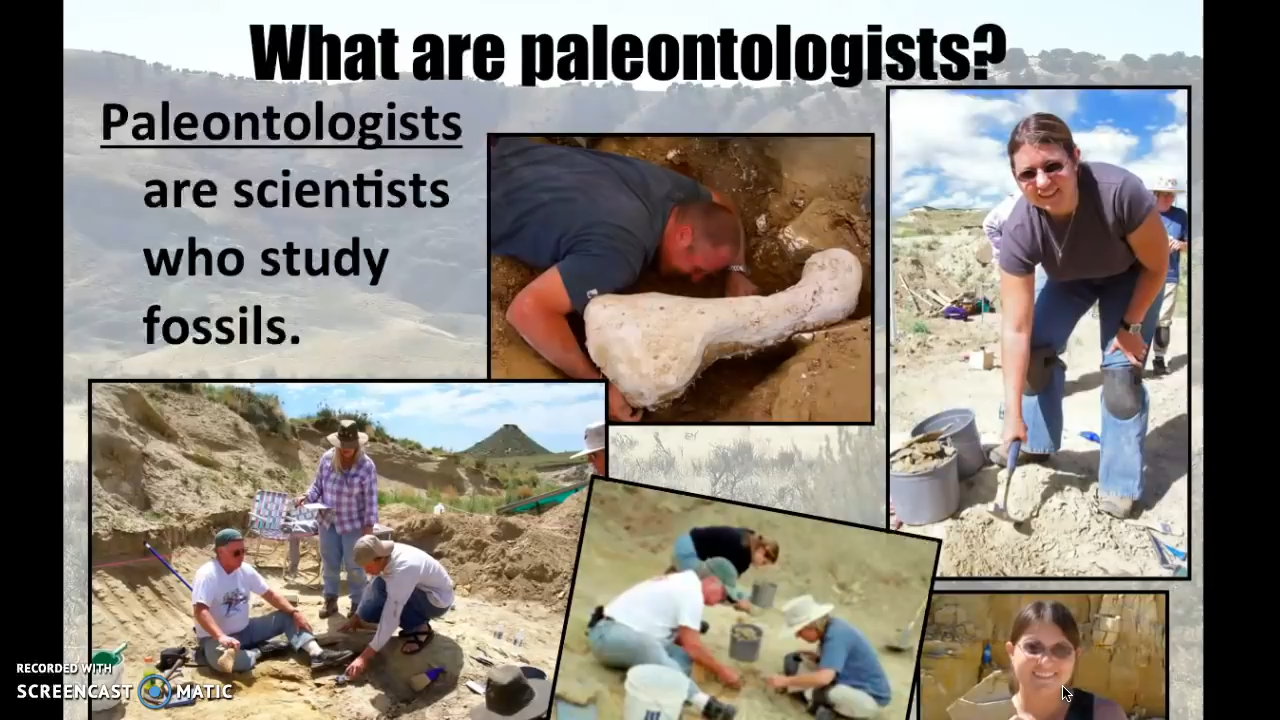 What are paleontologists?
Paleontologists
are scientists
who study
fossils.
RECORDED WITH
SCREENCAST MATIC